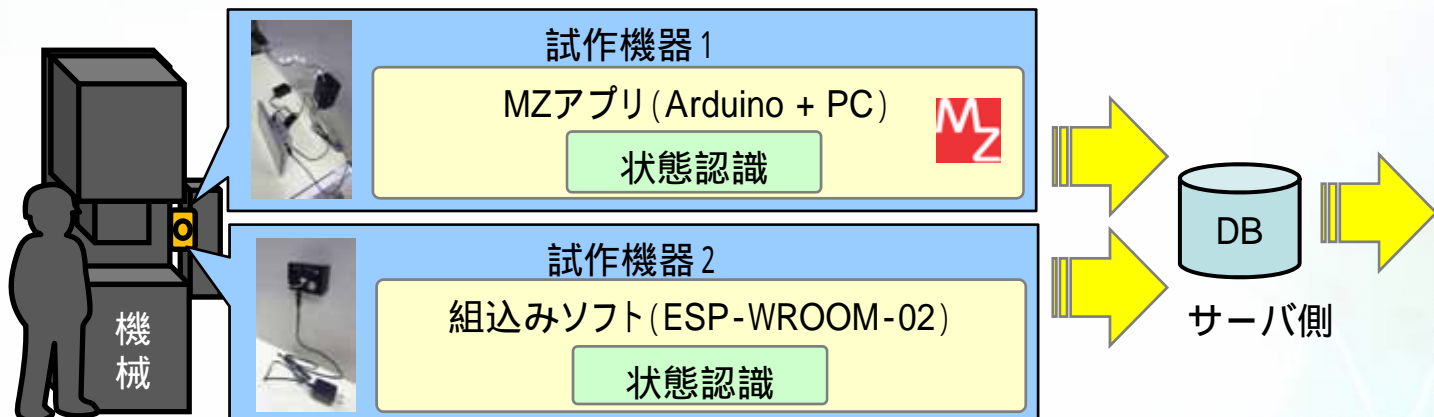 試作機器1
MZアプリ(Arduino + PC)
MZ
状態認識
試作機器2
組込みソフト(ESP-WROOM-02)
状態認識
機械
DB
サーバ側